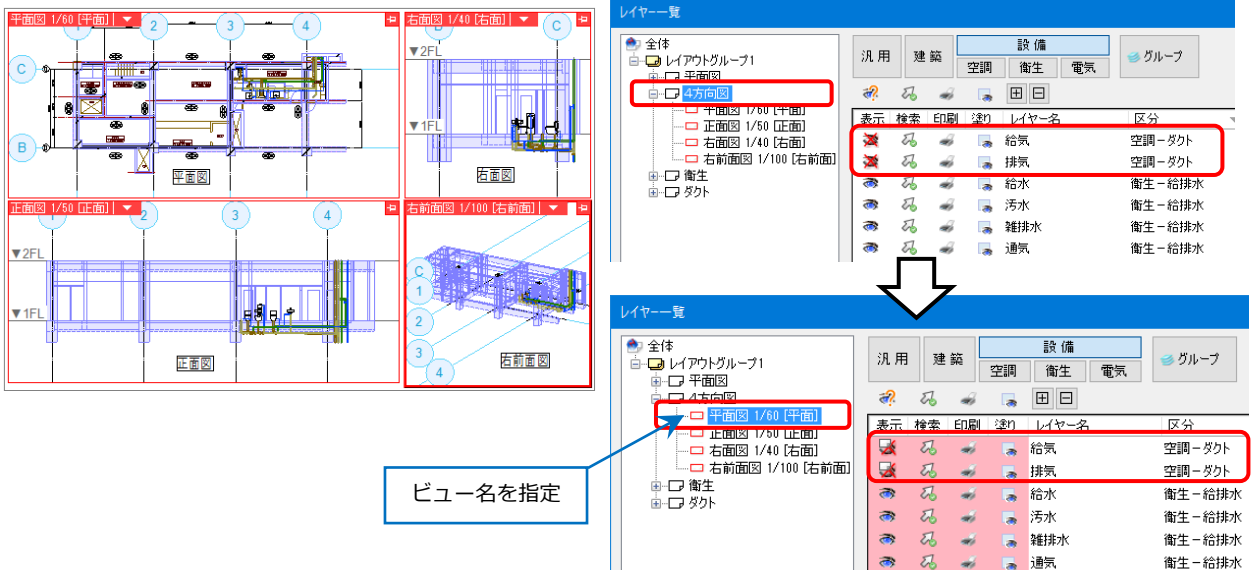 平面図 1/60 [平面]
1
2
3
4
C
B
平面図
右面図 1/40 [右面]
C
▼2FL
▼1FL
右面図
正面図 1/50 [正面]
1
2
3
4
▼2FL
▼1FL
正面図
右前面図 1/100 [右前面]
C
1
2
3
4
右前面図
レイヤー一覧
全体
レイアウトグループ1
平面図
4方向図
平面図 1/60 [平面]
正面図 1/50 [正面]
右面図 1/40 [右面]
右前面図 1/100 [右前面]
衛生
ダクト
汎用 建築 設備 グループ
空調 衛生 電気
表示 検索 印刷 塗り レイヤー名 区分
給気 空調-ダクト
排気 空調-ダクト
給水 衛生-給排水
汚水 衛生-給排水
雑排水 衛生-給排水
通気 衛生-給排水
レイヤー一覧
全体
レイアウトグループ1
平面図
4方向図
平面図 1/60 [平面]
正面図 1/50 [正面]
右面図 1/40 [右面]
右前面図 1/100 [右前面]
衛生
ダクト
汎用 建築 設備 グループ
空調 衛生 電気
表示 検索 印刷 塗り レイヤー名 区分
給気 空調-ダクト
排気 空調-ダクト
給水 衛生-給排水
汚水 衛生-給排水
雑排水 衛生-給排水
通気 衛生-給排水
ビュー名を指定